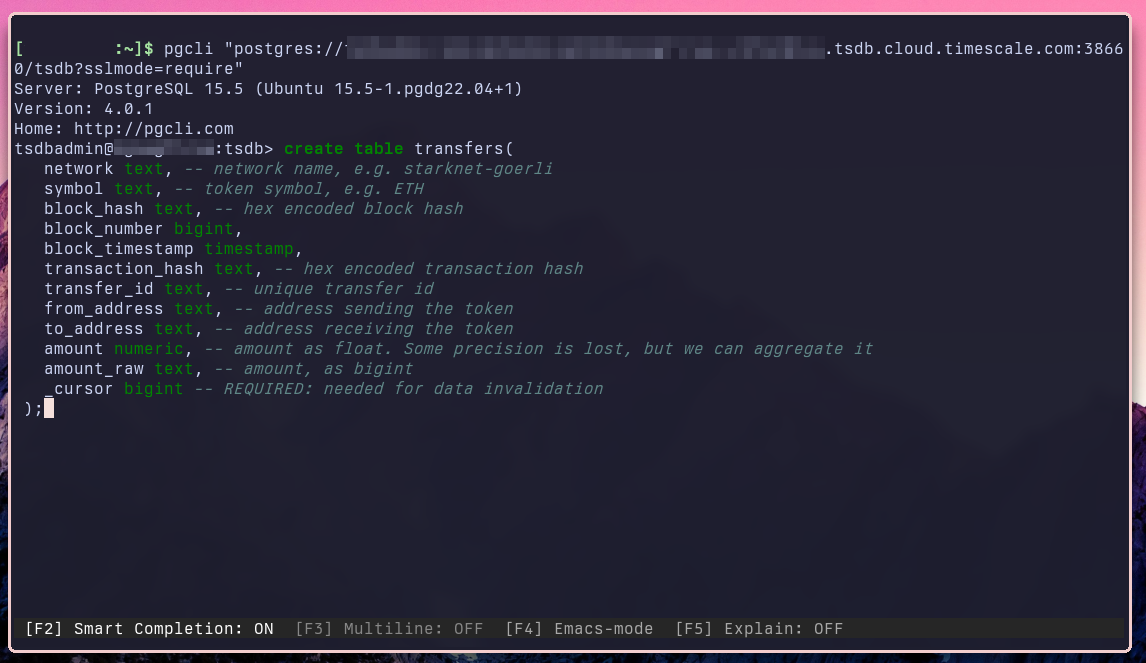 [ :~]$ pgcli "postgres:// .tsdb.cloud.timescale.com:3866
0/tsdb?sslmode=require"
Server: PostgreSQL 15.5 (Ubuntu 15.5-1.pgdg22.04+1)
Version: 4.0.1
Home: http://pgcli.com
tsdbadmin@ :tsdb> create table transfers(
network text, -- network name, e.g. starknet-goerli
symbol text, -- token symbol, e.g. ETH
block_hash text, -- hex encoded block hash
block_number bigint,
block_timestamp timestamp,
transaction_hash text, -- hex encoded transaction hash
transfer_id text, -- unique transfer id
from_address text, -- address sending the token
to_address text, -- address receiving the token
amount numeric, -- amount as float. Some precision is lost, but we can aggregate it
amount_raw text, -- amount, as bigint
_cursor bigint -- REQUIRED: needed for data invalidation
);
[F2] Smart Completion: ON [F3] Multiline: OFF [F4] Emacs-mode [F5] Explain: OFF